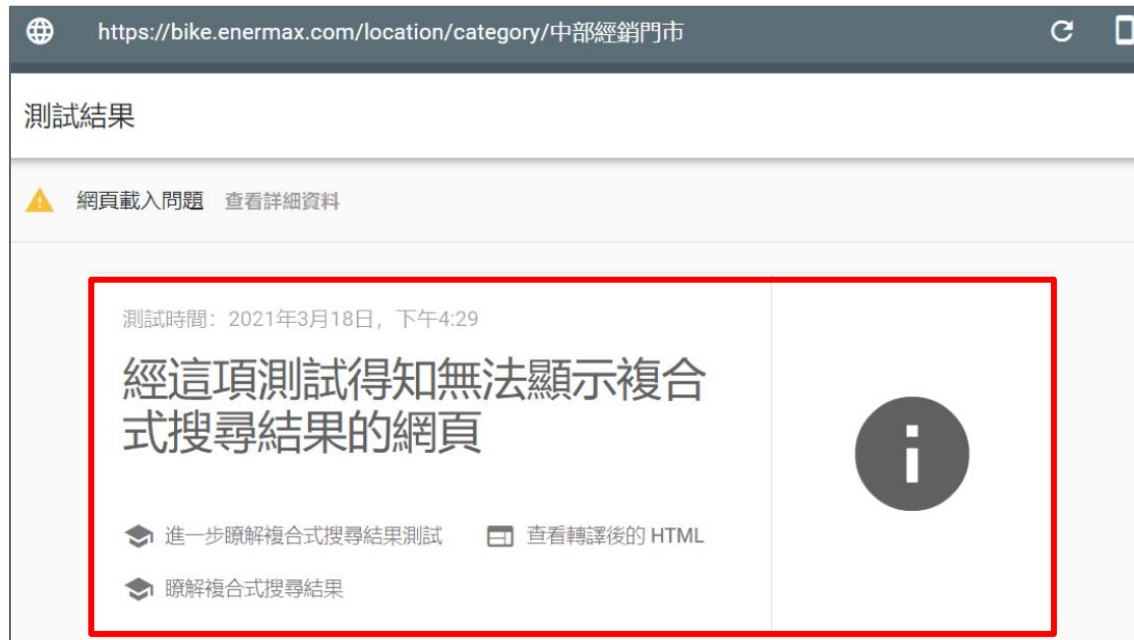 https://bike.enermax.com/location/category/中部經銷門市
測試結果
網頁載入問題 查看詳細資料
測試時間：2021年3月18日，下午4:29
經這項測試得知無法顯示複合
式搜尋結果的網頁
進一步瞭解複合式搜尋結果測試 查看轉譯後的 HTML
瞭解複合式搜尋結果